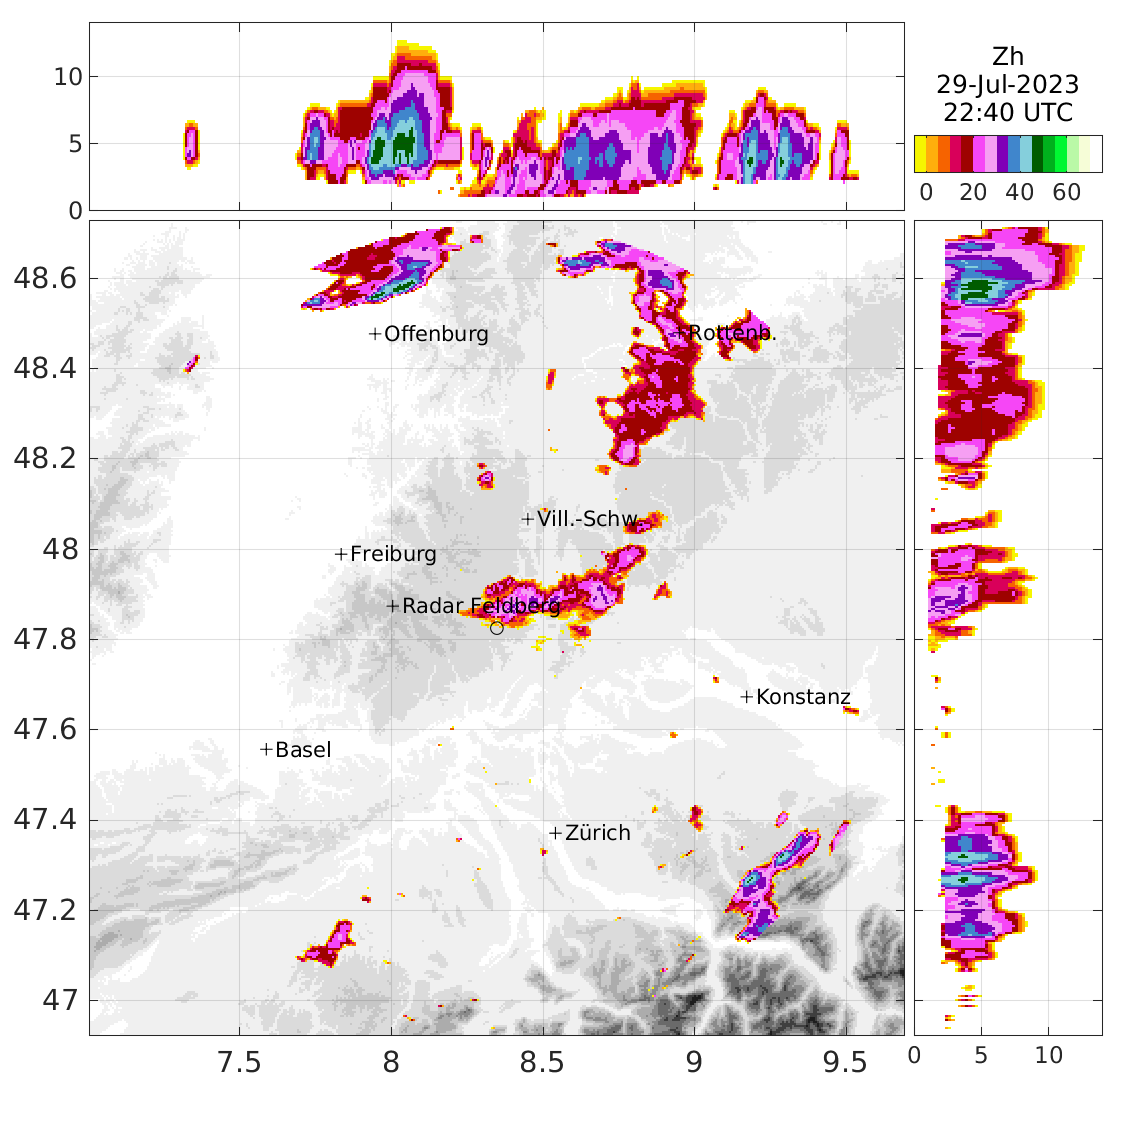 Zh
29-Jul-2023
22:40 UTC
0 20 40 60
10
5
0
48.6
48.4
48.2
48
47.8
47.6
47.4
47.2
47
Offenburg
Rottenb.
Vill.-Schw.
Freiburg
Radar Feldberg
Konstanz
Basel
Zürich
7.5 8 8.5 9 9.5
0 5 10